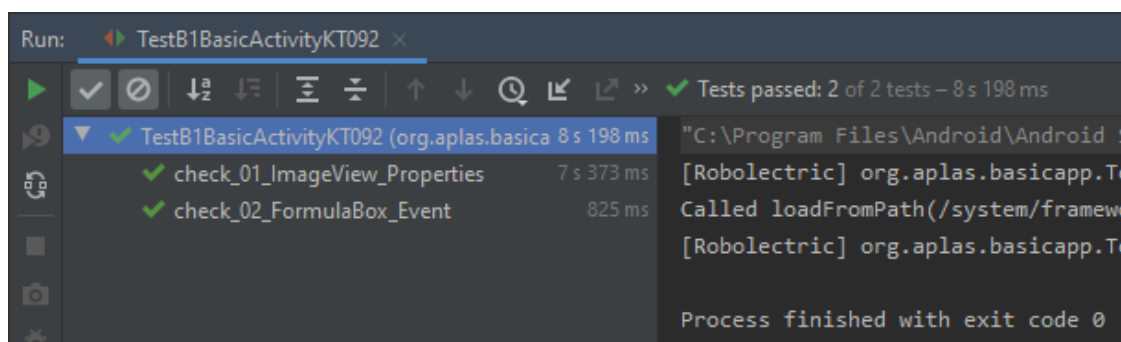 Run: TestB1BasicActivityKT092
Tests passed: 2 of 2 tests – 8 s 198 ms
TestB1BasicActivityKT092 (org.aplas.basica 8 s 198 ms
check_01_ImageView_Properties 7 s 373 ms
check_02_FormulaBox_Event 825 ms
"C:\Program Files\Android\Android
[Robolectric] org.aplas.basicapp.Te
Called loadFromPath(/system/framewo
[Robolectric] org.aplas.basicapp.Te
Process finished with exit code 0